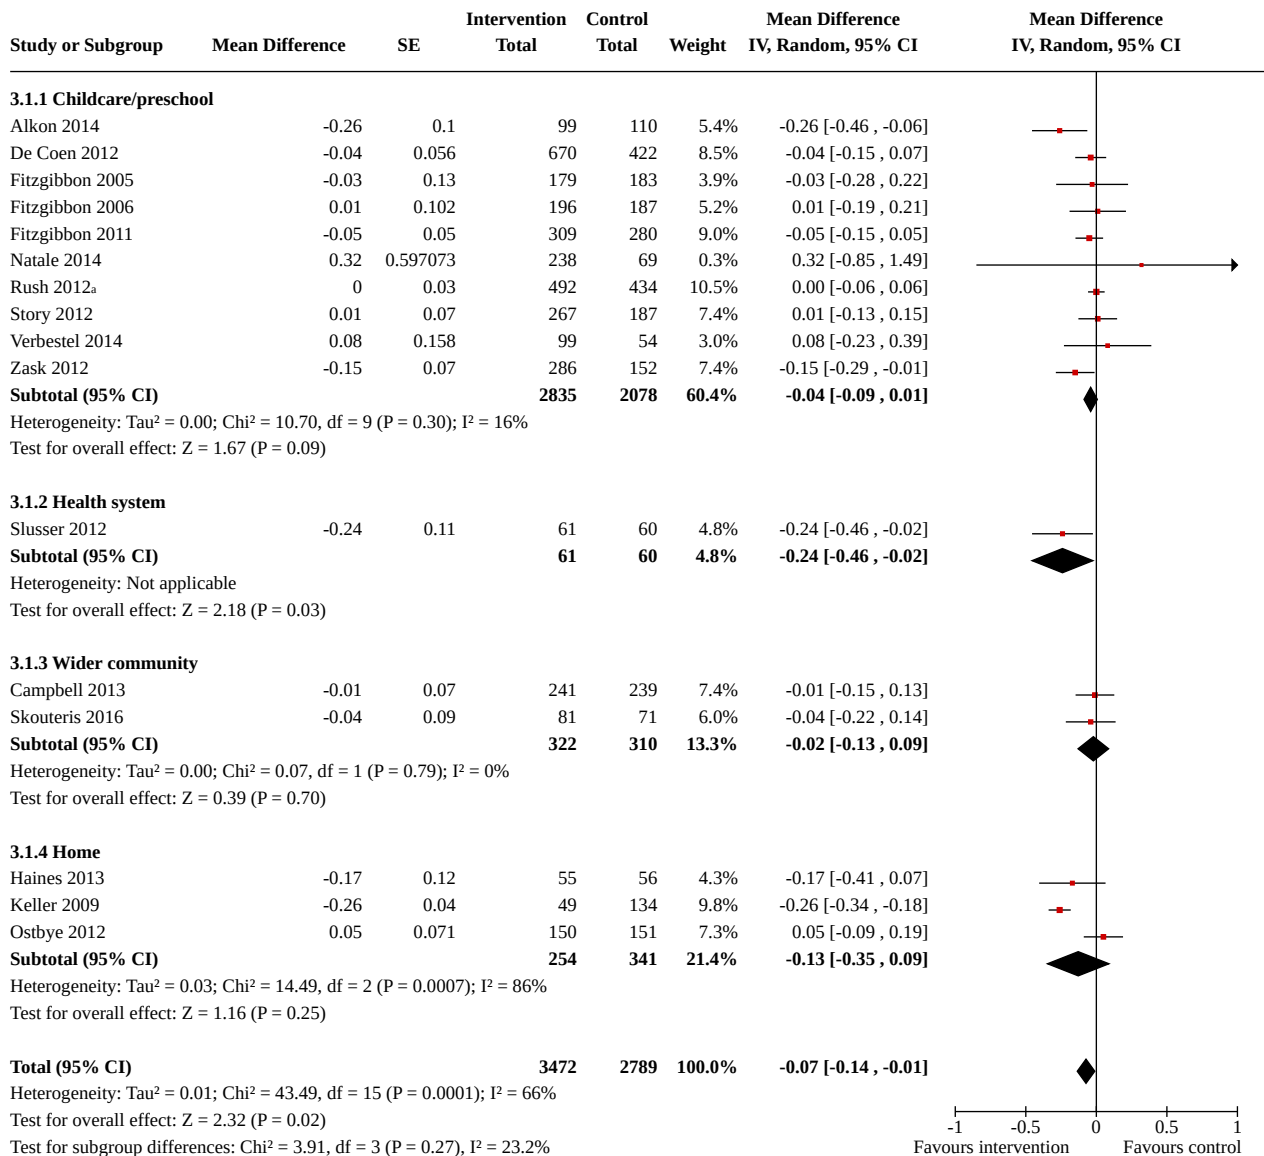 Intervention Control Mean Difference Mean Difference
Study or Subgroup Mean Difference SE Total Total Weight IV, Random, 95% CI IV, Random, 95% CI
3.1.1 Childcare/preschool
Alkon 2014 -0.26 0.1 99 110 5.4% -0.26 [-0.46 , -0.06]
De Coen 2012 -0.04 0.056 670 422 8.5% -0.04 [-0.15 , 0.07]
Fitzgibbon 2005 -0.03 0.13 179 183 3.9% -0.03 [-0.28 , 0.22]
Fitzgibbon 2006 0.01 0.102 196 187 5.2% 0.01 [-0.19 , 0.21]
Fitzgibbon 2011 -0.05 0.05 309 280 9.0% -0.05 [-0.15 , 0.05]
Natale 2014 0.32 0.597073 238 69 0.3% 0.32 [-0.85 , 1.49]
Rush 2012a 0 0.03 492 434 10.5% 0.00 [-0.06 , 0.06]
Story 2012 0.01 0.07 267 187 7.4% 0.01 [-0.13 , 0.15]
Verbestel 2014 0.08 0.158 99 54 3.0% 0.08 [-0.23 , 0.39]
Zask 2012 -0.15 0.07 286 152 7.4% -0.15 [-0.29 , -0.01]
Subtotal (95% CI) 2835 2078 60.4% -0.04 [-0.09 , 0.01]
Heterogeneity: Tau² = 0.00; Chi² = 10.70, df = 9 (P = 0.30); I² = 16%
Test for overall effect: Z = 1.67 (P = 0.09)
3.1.2 Health system
Slusser 2012 -0.24 0.11 61 60 4.8% -0.24 [-0.46 , -0.02]
Subtotal (95% CI) 61 60 4.8% -0.24 [-0.46 , -0.02]
Heterogeneity: Not applicable
Test for overall effect: Z = 2.18 (P = 0.03)
3.1.3 Wider community
Campbell 2013 -0.01 0.07 241 239 7.4% -0.01 [-0.15 , 0.13]
Skouteris 2016 -0.04 0.09 81 71 6.0% -0.04 [-0.22 , 0.14]
Subtotal (95% CI) 322 310 13.3% -0.02 [-0.13 , 0.09]
Heterogeneity: Tau² = 0.00; Chi² = 0.07, df = 1 (P = 0.79); I² = 0%
Test for overall effect: Z = 0.39 (P = 0.70)
3.1.4 Home
Haines 2013 -0.17 0.12 55 56 4.3% -0.17 [-0.41 , 0.07]
Keller 2009 -0.26 0.04 49 134 9.8% -0.26 [-0.34 , -0.18]
Ostbye 2012 0.05 0.071 150 151 7.3% 0.05 [-0.09 , 0.19]
Subtotal (95% CI) 254 341 21.4% -0.13 [-0.35 , 0.09]
Heterogeneity: Tau² = 0.03; Chi² = 14.49, df = 2 (P = 0.0007); I² = 86%
Test for overall effect: Z = 1.16 (P = 0.25)
Total (95% CI) 3472 2789 100.0% -0.07 [-0.14 , -0.01]
Heterogeneity: Tau² = 0.01; Chi² = 43.49, df = 15 (P = 0.0001); I² = 66%
Test for overall effect: Z = 2.32 (P = 0.02)
-1 -0.5 0 0.5 1
Test for subgroup differences: Chi² = 3.91, df = 3 (P = 0.27), I² = 23.2%
Favours intervention Favours control